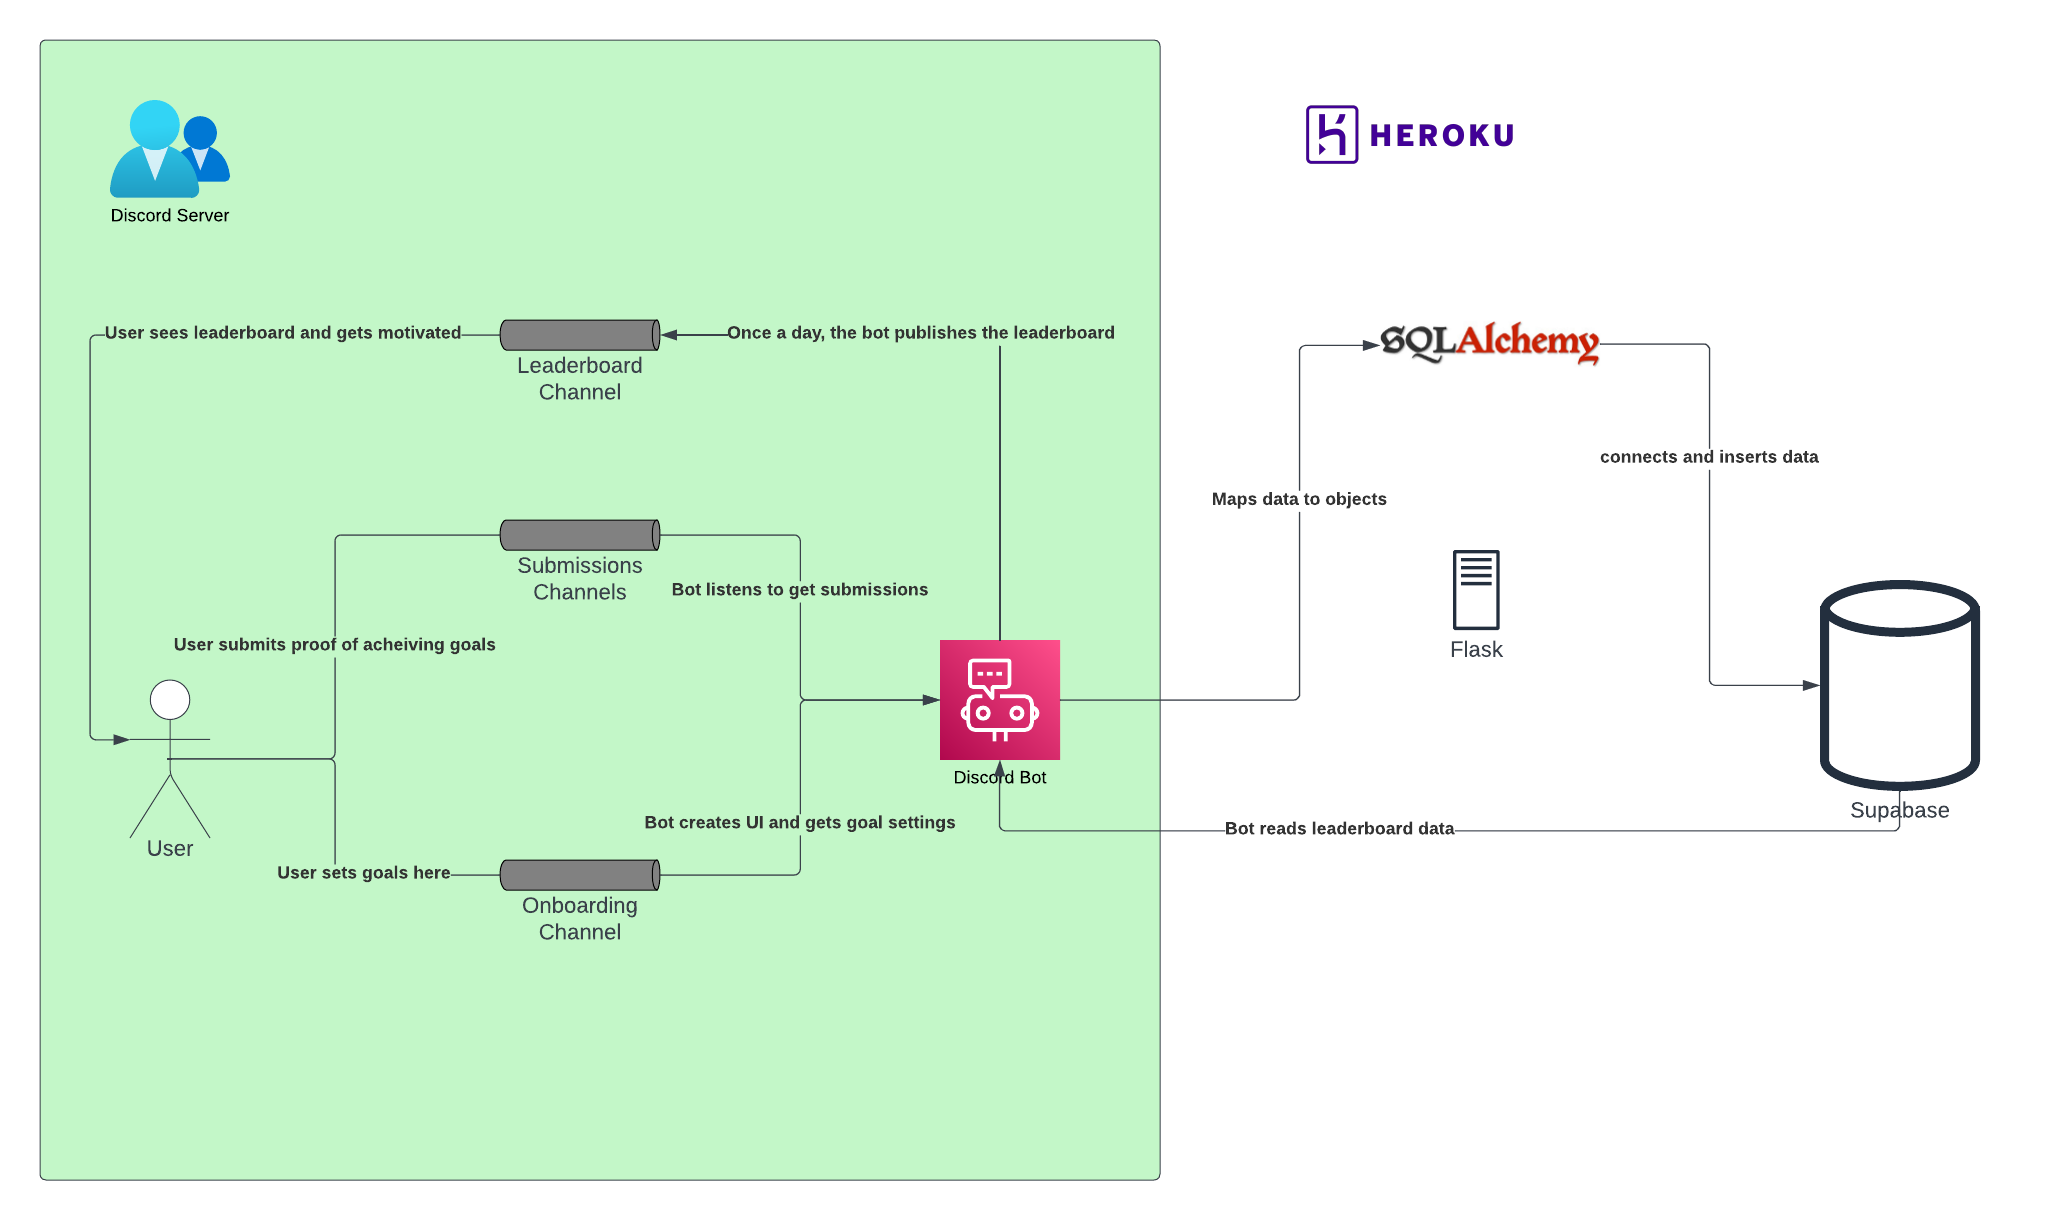 HEROKU
Discord Server
User sees leaderboard and gets motivated
Once a day, the bot publishes the leaderboard
SQLAlchemy
Leaderboard
Channel
connects and inserts data
Maps data to objects
Submissions
Channels
Bot listens to get submissions
User submits proof of acheiving goals
Flask
Discord Bot
Supabase
Bot creates UI and gets goal settings
Bot reads leaderboard data
User
User sets goals here
Onboarding
Channel